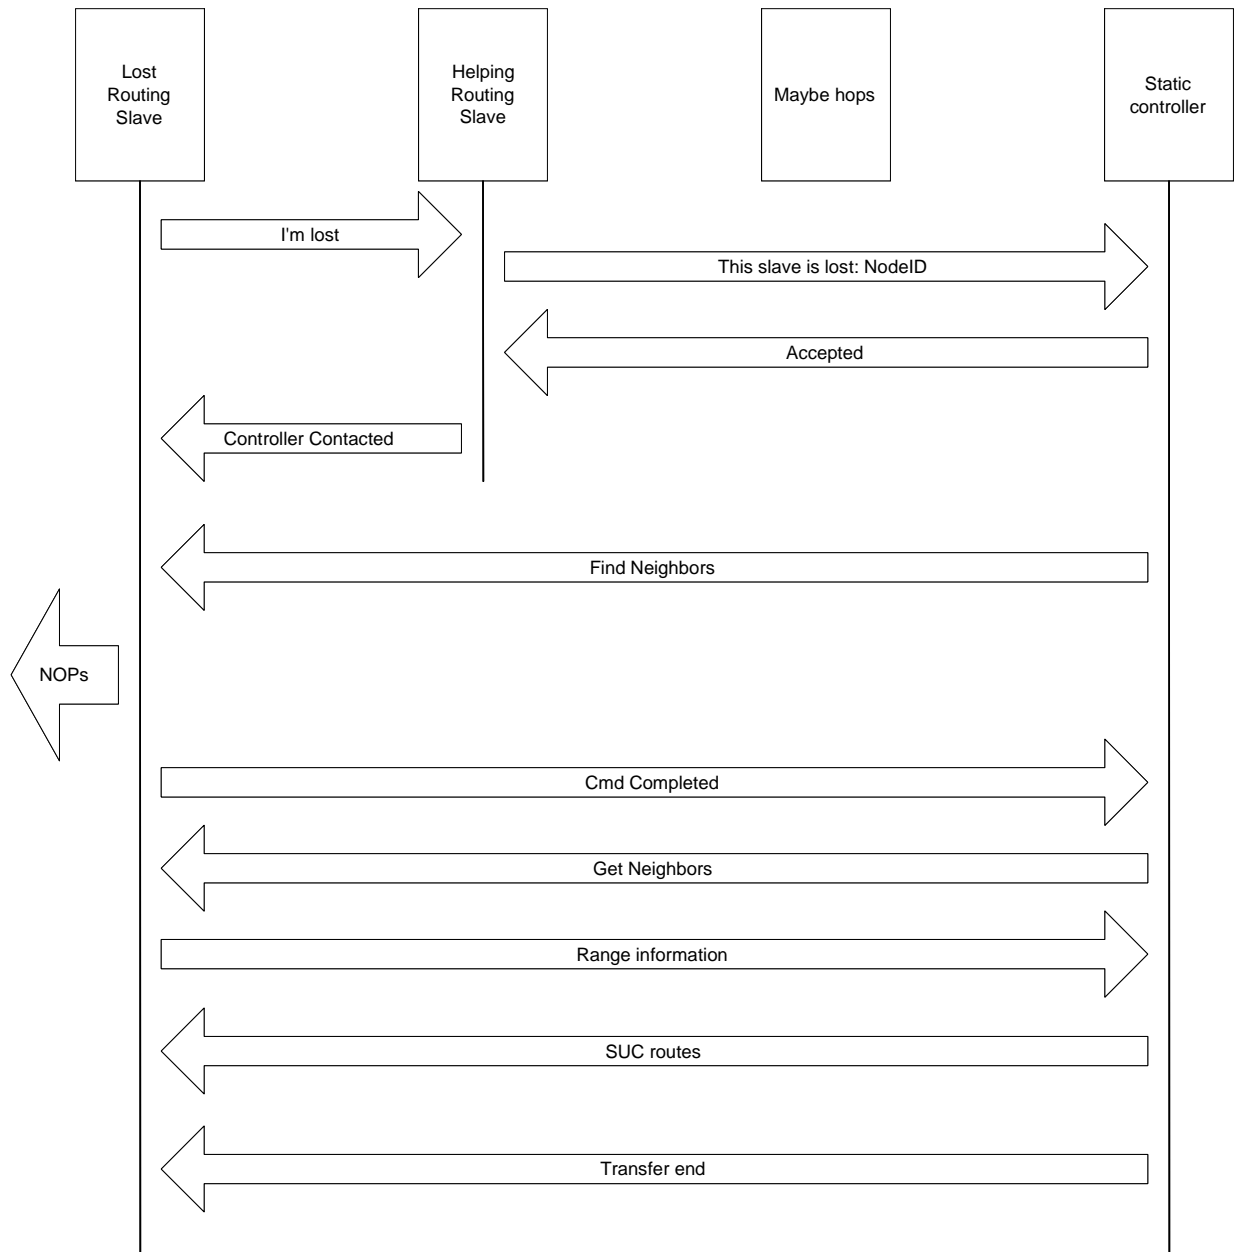 Lost
Routing
Slave
Helping
Routing
Slave
Maybe hops
Static
controller
I'm lost
This slave is lost: NodeID
Accepted
Controller Contacted
Find Neighbors
NOPs
Cmd Completed
Get Neighbors
Range information
SUC routes
Transfer end